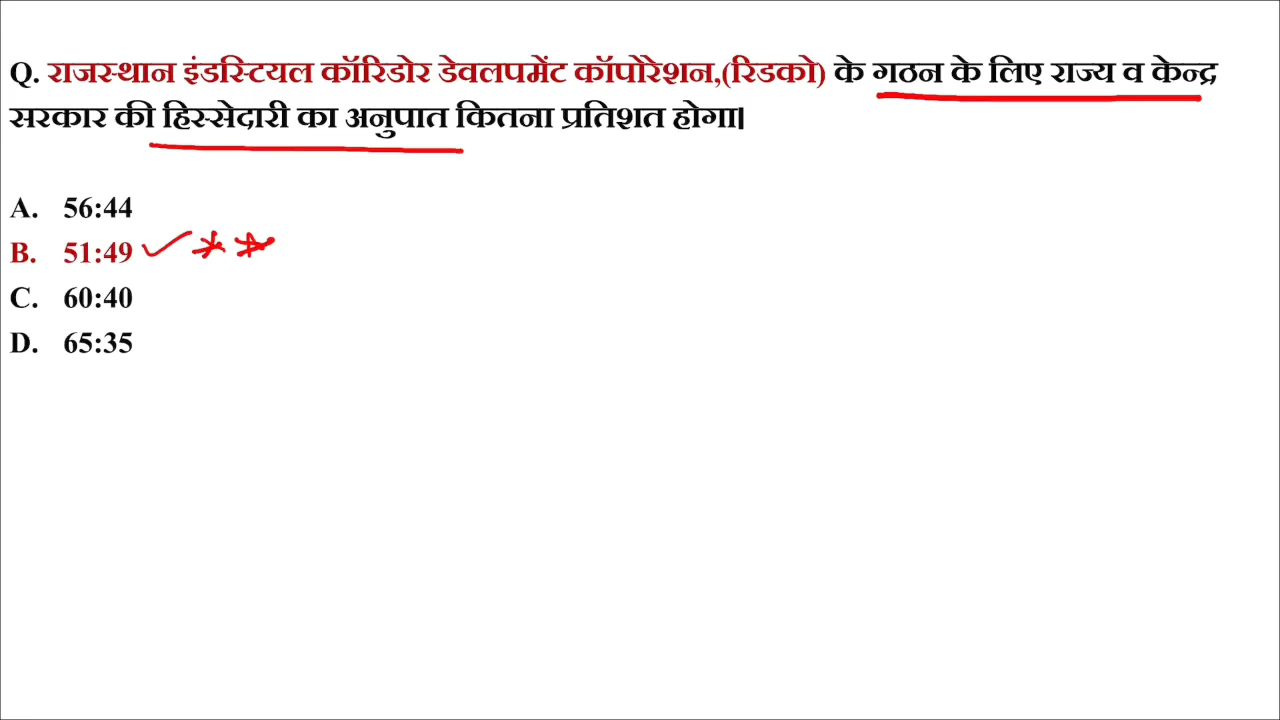 Q. राजस्थान इंडस्टियल कॉरिडोर डेवलपमेंट कॉर्पोरेशन,(रिडको) के गठन के लिए राज्य व केन्द्र
सरकार की हिस्सेदारी का अनुपात कितना प्रतिशत होगा।
A. 56:44
B. 51:49
C. 60:40
D. 65:35